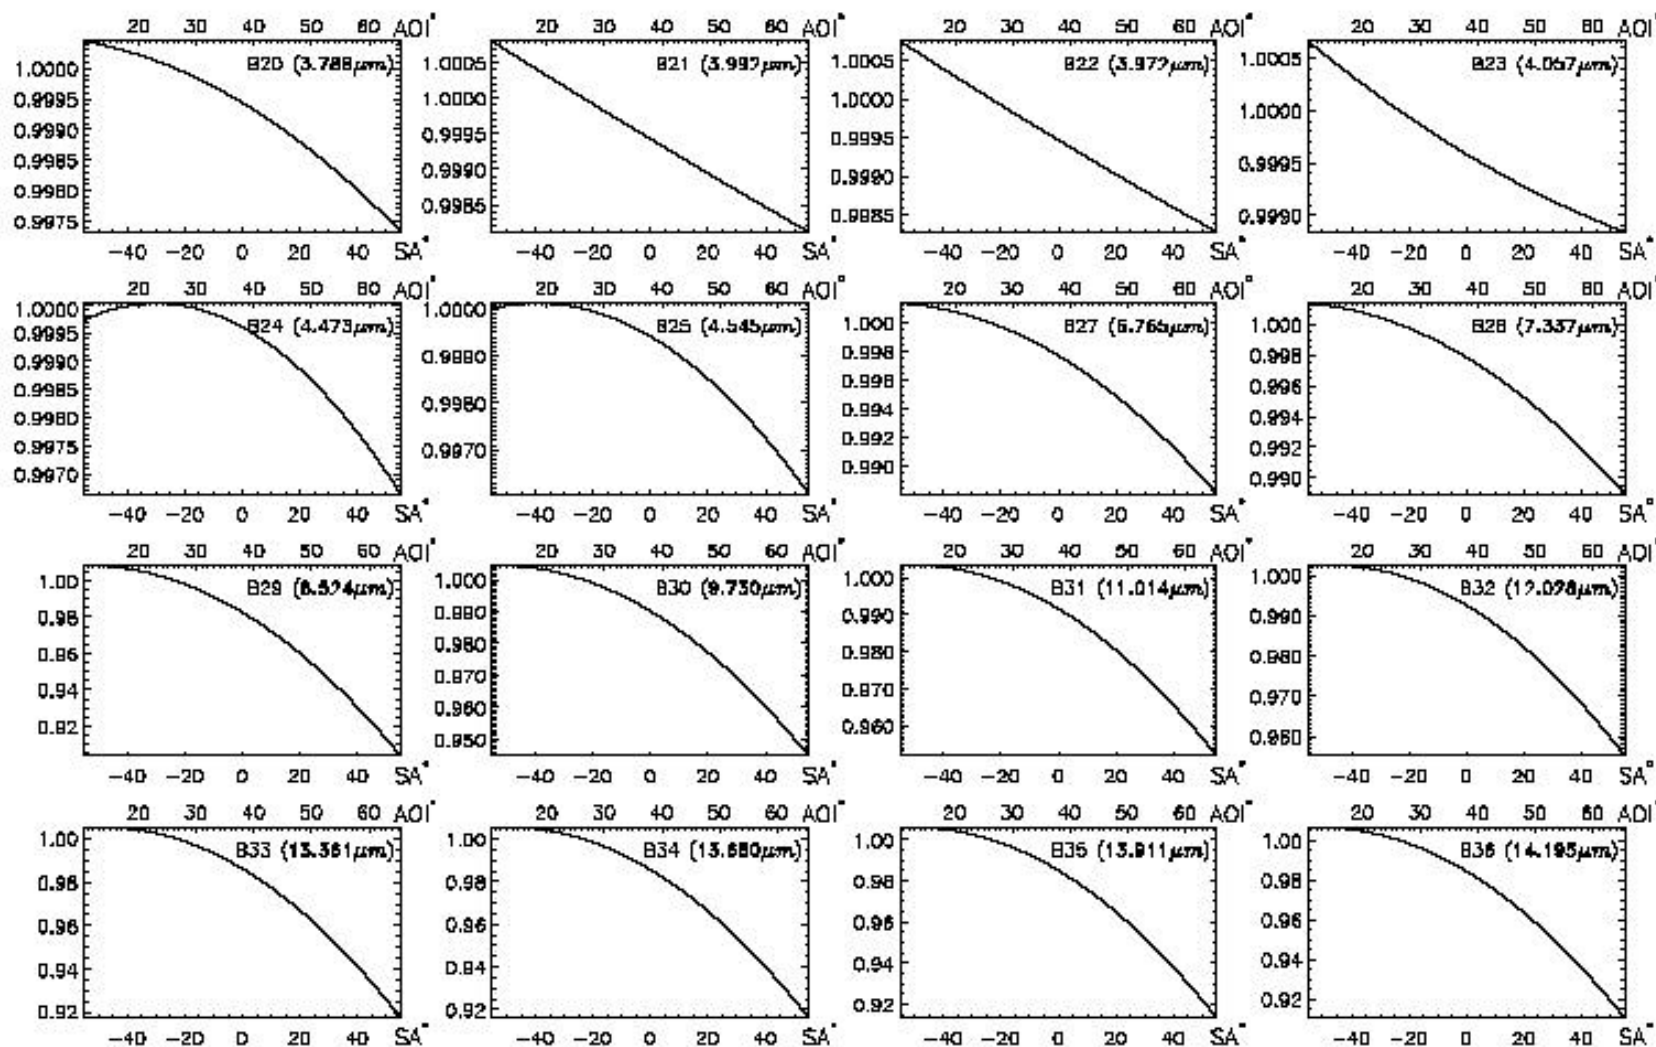 20 30 40 50 60 AOI° 20 30 40 50 60 AOI° 20 30 40 50 60 AOI° 20 30 40 50 60 AOI°
B20 (3.788μm) B21 (3.992μm) B22 (3.972μm) B23 (4.057μm)
1.0000 0.9995 0.9990 0.9985 0.9980 0.9975
1.0005 1.0000 0.9995 0.9990 0.9985
1.0005 1.0000 0.9995 0.9990 0.9985
1.0005 1.0000 0.9995 0.9990
-40 -20 0 20 40 SA° -40 -20 0 20 40 SA° -40 -20 0 20 40 SA° -40 -20 0 20 40 SA°
20 30 40 50 60 AOI° 20 30 40 50 60 AOI° 20 30 40 50 60 AOI° 20 30 40 50 60 AOI°
B24 (4.473μm) B25 (4.545μm) B27 (6.765μm) B28 (7.337μm)
1.0000 0.9995 0.9990 0.9985 0.9980 0.9975 0.9970
1.0000 0.9980 0.9970
1.000 0.998 0.996 0.994 0.992 0.990
1.000 0.998 0.996 0.994 0.992 0.990
-40 -20 0 20 40 SA° -40 -20 0 20 40 SA° -40 -20 0 20 40 SA° -40 -20 0 20 40 SA°
20 30 40 50 60 AOI° 20 30 40 50 60 AOI° 20 30 40 50 60 AOI° 20 30 40 50 60 AOI°
B29 (8.524μm) B30 (9.730μm) B31 (11.014μm) B32 (12.028μm)
1.00 0.98 0.96 0.94 0.92
1.000 0.990 0.980 0.970 0.960 0.950
1.000 0.990 0.980 0.970 0.960
1.000 0.990 0.980 0.970 0.960
-40 -20 0 20 40 SA° -40 -20 0 20 40 SA° -40 -20 0 20 40 SA° -40 -20 0 20 40 SA°
20 30 40 50 60 AOI° 20 30 40 50 60 AOI° 20 30 40 50 60 AOI° 20 30 40 50 60 AOI°
B33 (13.361μm) B34 (13.680μm) B35 (13.911μm) B36 (14.195μm)
1.00 0.98 0.96 0.94 0.92
1.00 0.98 0.96 0.94 0.92
1.00 0.98 0.96 0.94 0.92
1.00 0.98 0.96 0.94 0.92
-40 -20 0 20 40 SA° -40 -20 0 20 40 SA° -40 -20 0 20 40 SA° -40 -20 0 20 40 SA°